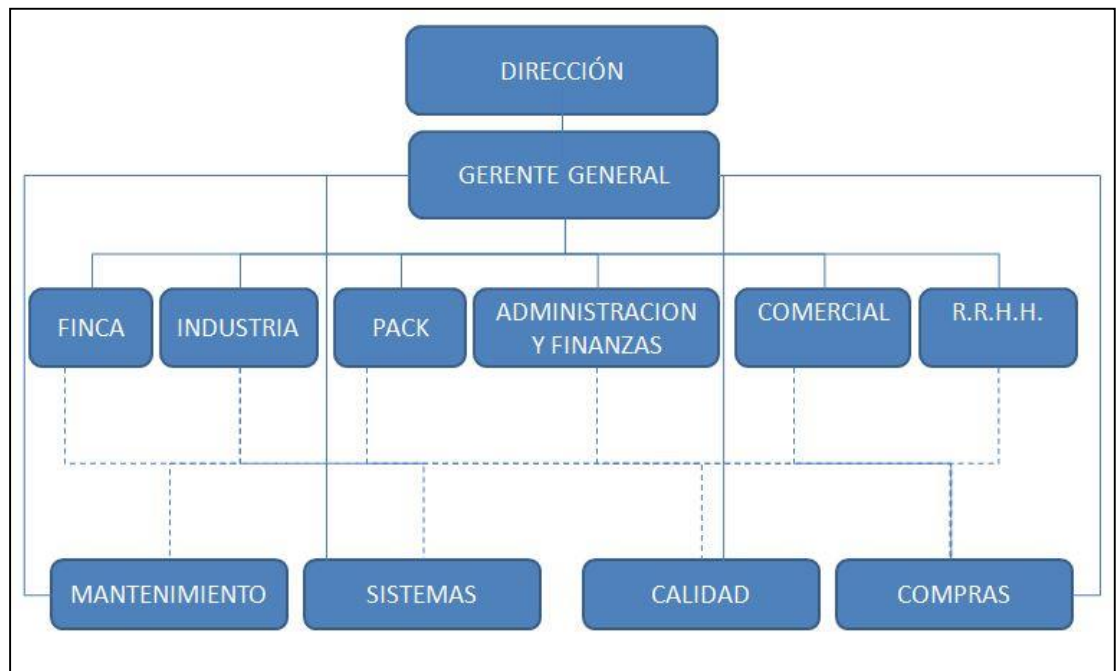 DIRECCIÓN
GERENTE GENERAL
FINCA
INDUSTRIA
PACK
ADMINISTRACION
Y FINANZAS
COMERCIAL
R.R.H.H.
MANTENIMIENTO
SISTEMAS
CALIDAD
COMPRAS